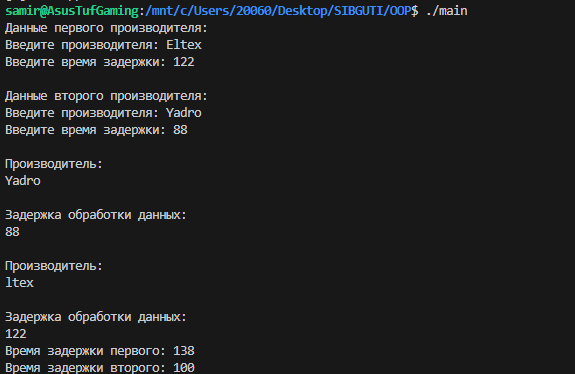 samir@AsusTufGaming:/mnt/c/Users/20060/Desktop/SIBGUTI/OOP$ ./main
Данные первого производителя:
Введите производителя: Eltex
Введите время задержки: 122
Данные второго производителя:
Введите производителя: Yadro
Введите время задержки: 88
Производитель:
Yadro
Задержка обработки данных:
88
Производитель:
ltex
Задержка обработки данных:
122
Время задержки первого: 138
Время задержки второго: 100